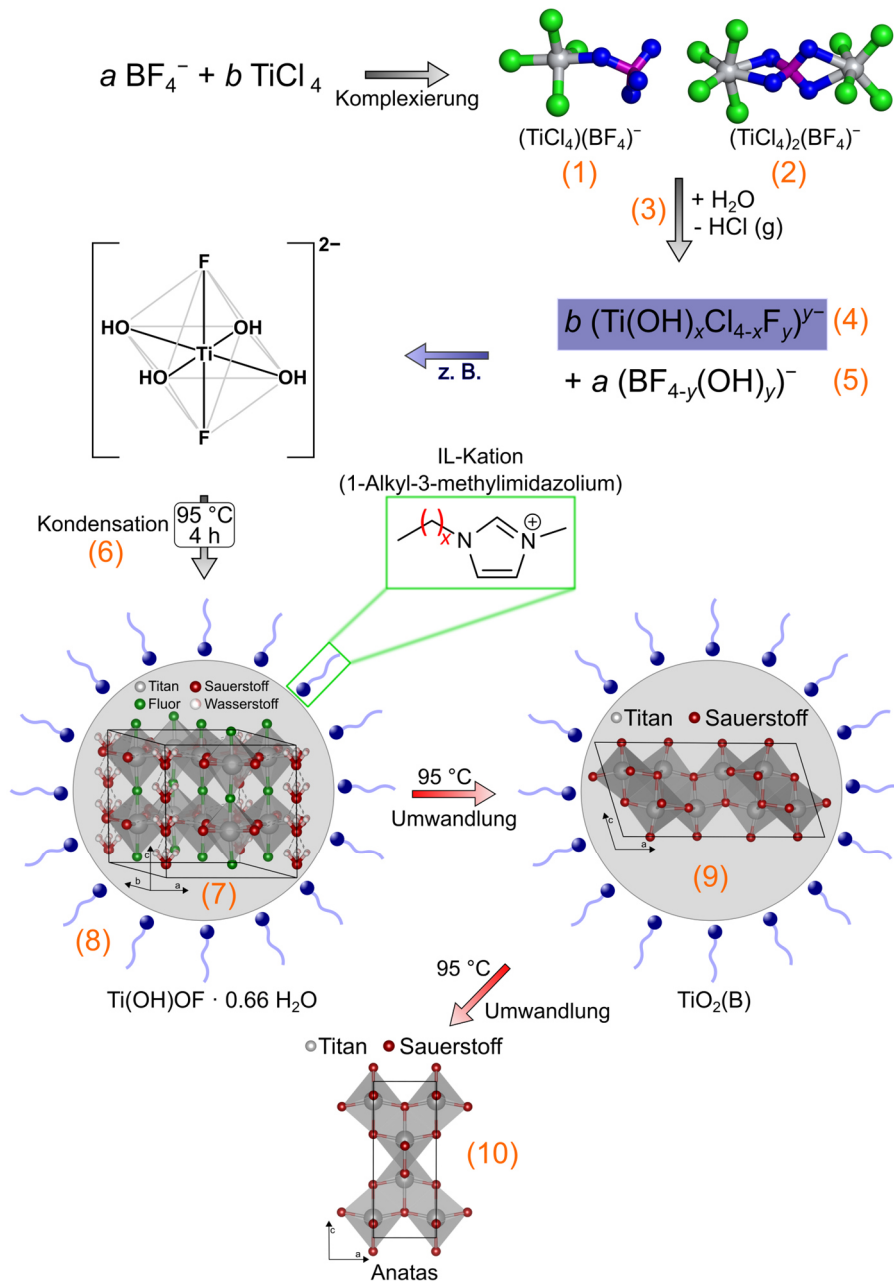 a BF₄⁻ + b TiCl₄
Komplexierung
(TiCl₄)(BF₄)⁻
(TiCl₄)₂(BF₄)⁻
(1)
(2)
(3)
+ H₂O
- HCl (g)
b (Ti(OH)ₓCl₄₋ₓFᵧ)ʸ⁻
(4)
+ a (BF₄₋ᵧ(OH)ᵧ)⁻
(5)
z. B.
2−
F
HO
OH
Ti
HO
OH
F
Kondensation
(6)
95 °C
4 h
IL-Kation
(1-Alkyl-3-methylimidazolium)
( )ₓ
N
N
+
Titan
Sauerstoff
Fluor
Wasserstoff
c
b
a
(7)
(8)
Ti(OH)OF · 0.66 H₂O
95 °C
Umwandlung
Titan
Sauerstoff
c
a
(9)
TiO₂(B)
95 °C
Umwandlung
Titan
Sauerstoff
(10)
c
a
Anatas